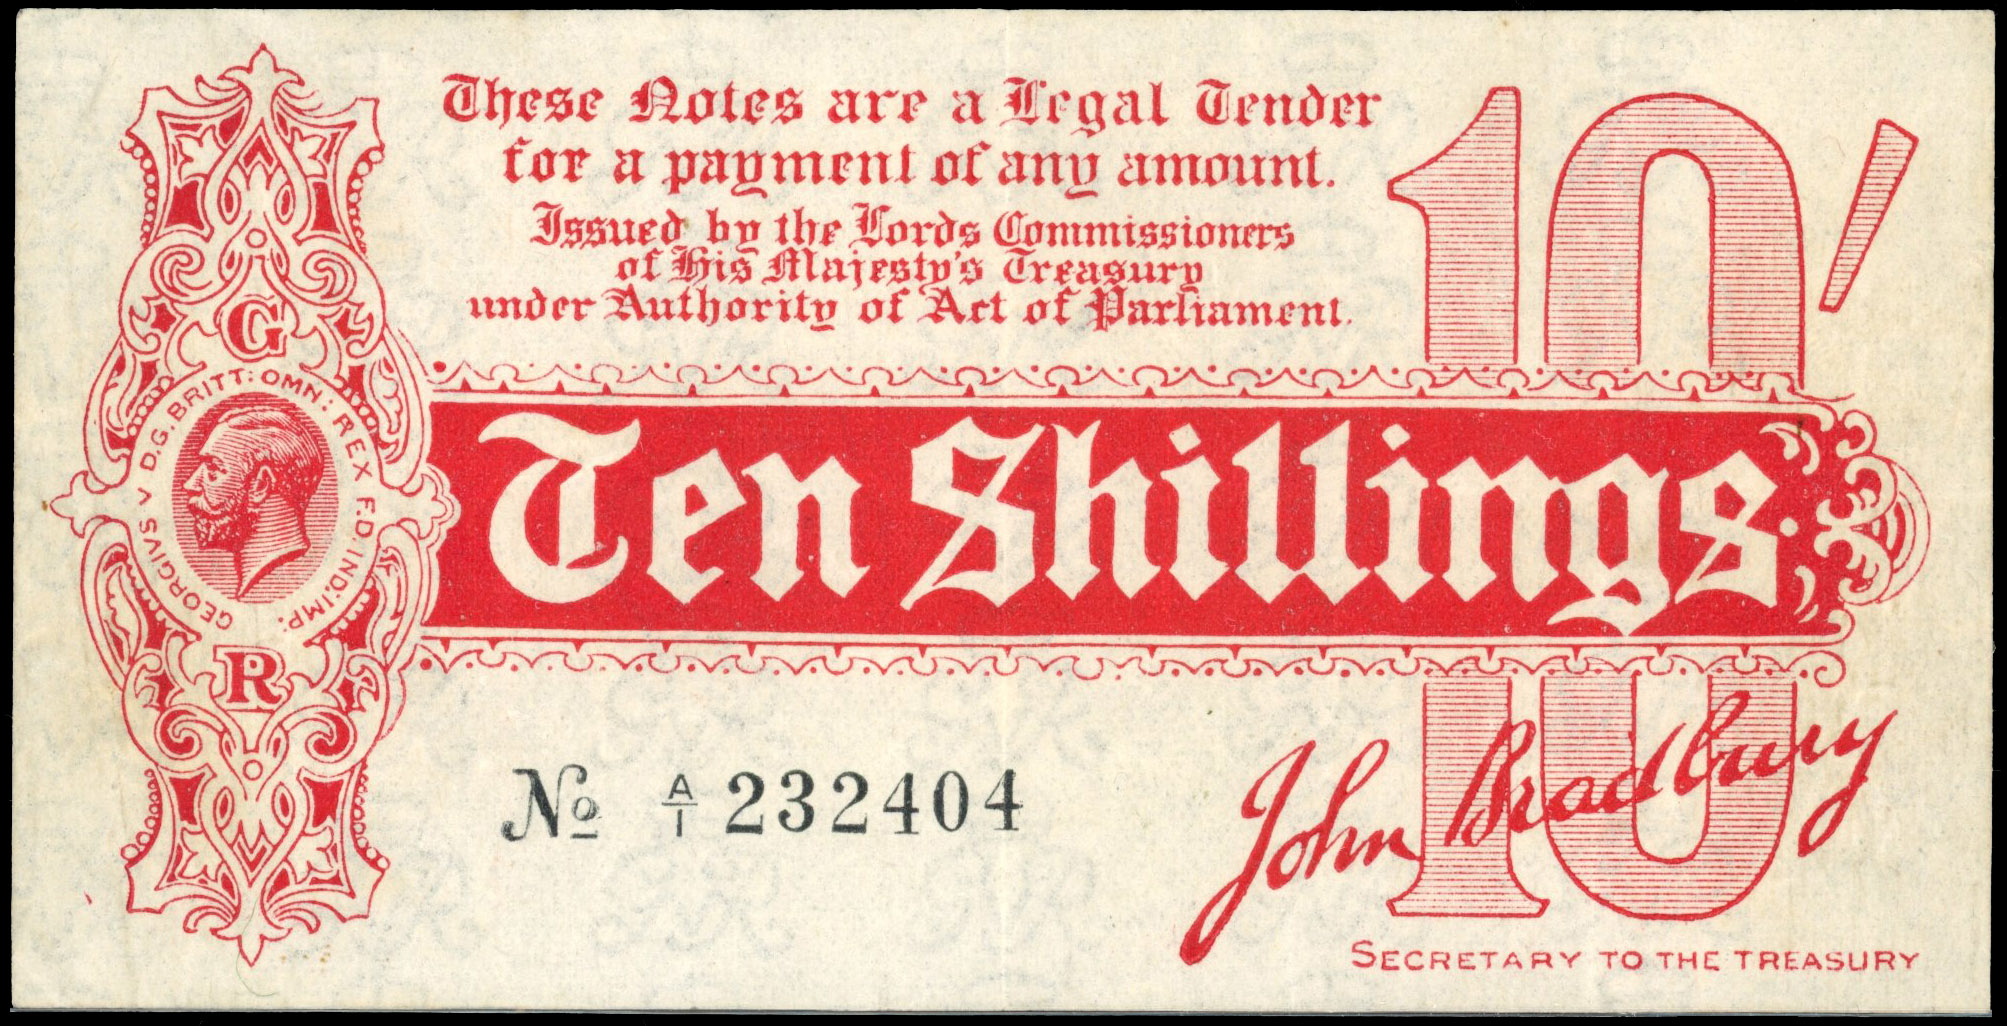 These Notes are a Legal Tender
for a payment of any amount.
Issued by the Lords Commissioners
of His Majesty's Treasury
under Authority of Act of Parliament.
10/
G
GEORGIVS V D.G. BRITT: OMN: REX F.D. IND: IMP:
R
Ten Shillings.
10
No A/1 232404
John Bradbury
SECRETARY TO THE TREASURY